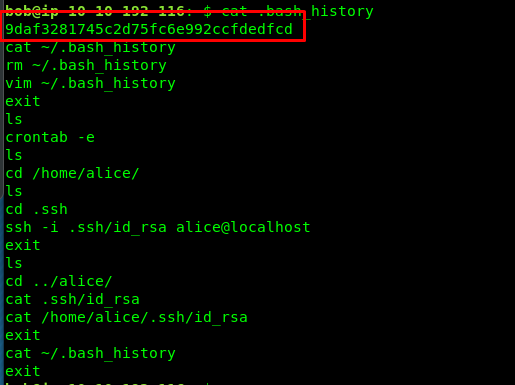 bob@ip-10-10-192-116:~$ cat .bash_history
9daf3281745c2d75fc6e992ccfdedfcd
cat ~/.bash_history
rm ~/.bash_history
vim ~/.bash_history
exit
ls
crontab -e
ls
cd /home/alice/
ls
cd .ssh
ssh -i .ssh/id_rsa alice@localhost
exit
ls
cd ../alice/
cat .ssh/id_rsa
cat /home/alice/.ssh/id_rsa
exit
cat ~/.bash_history
exit